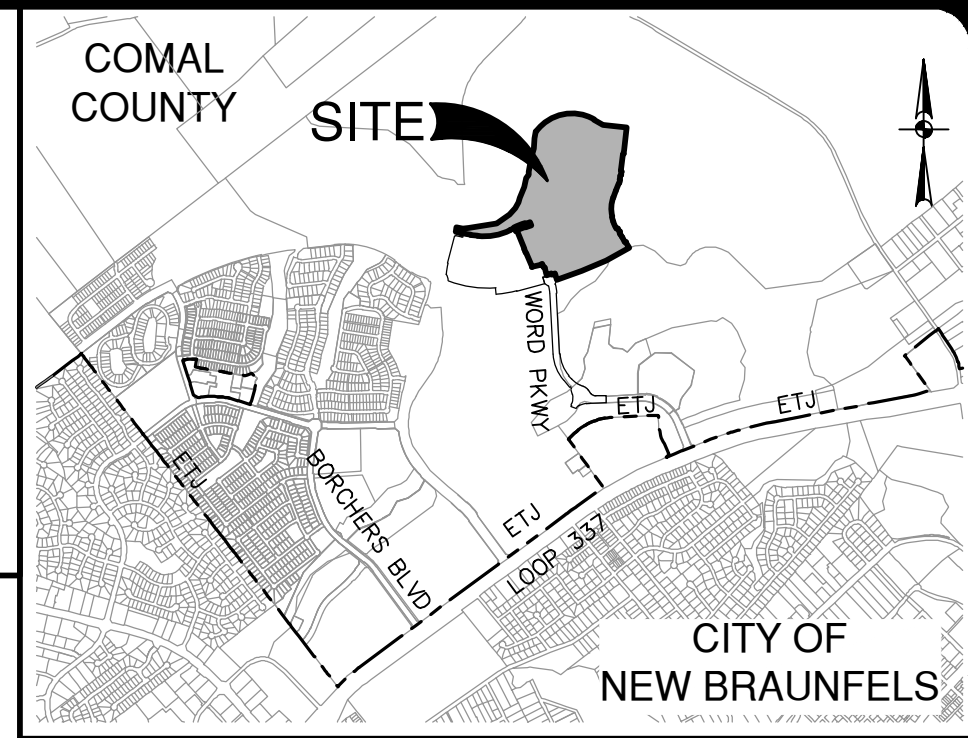 COMAL
COUNTY
SITE
WORD PKWY
ETJ
ETJ
ETJ
BORCHERS BLVD
ETJ
LOOP 337
CITY OF
NEW BRAUNFELS